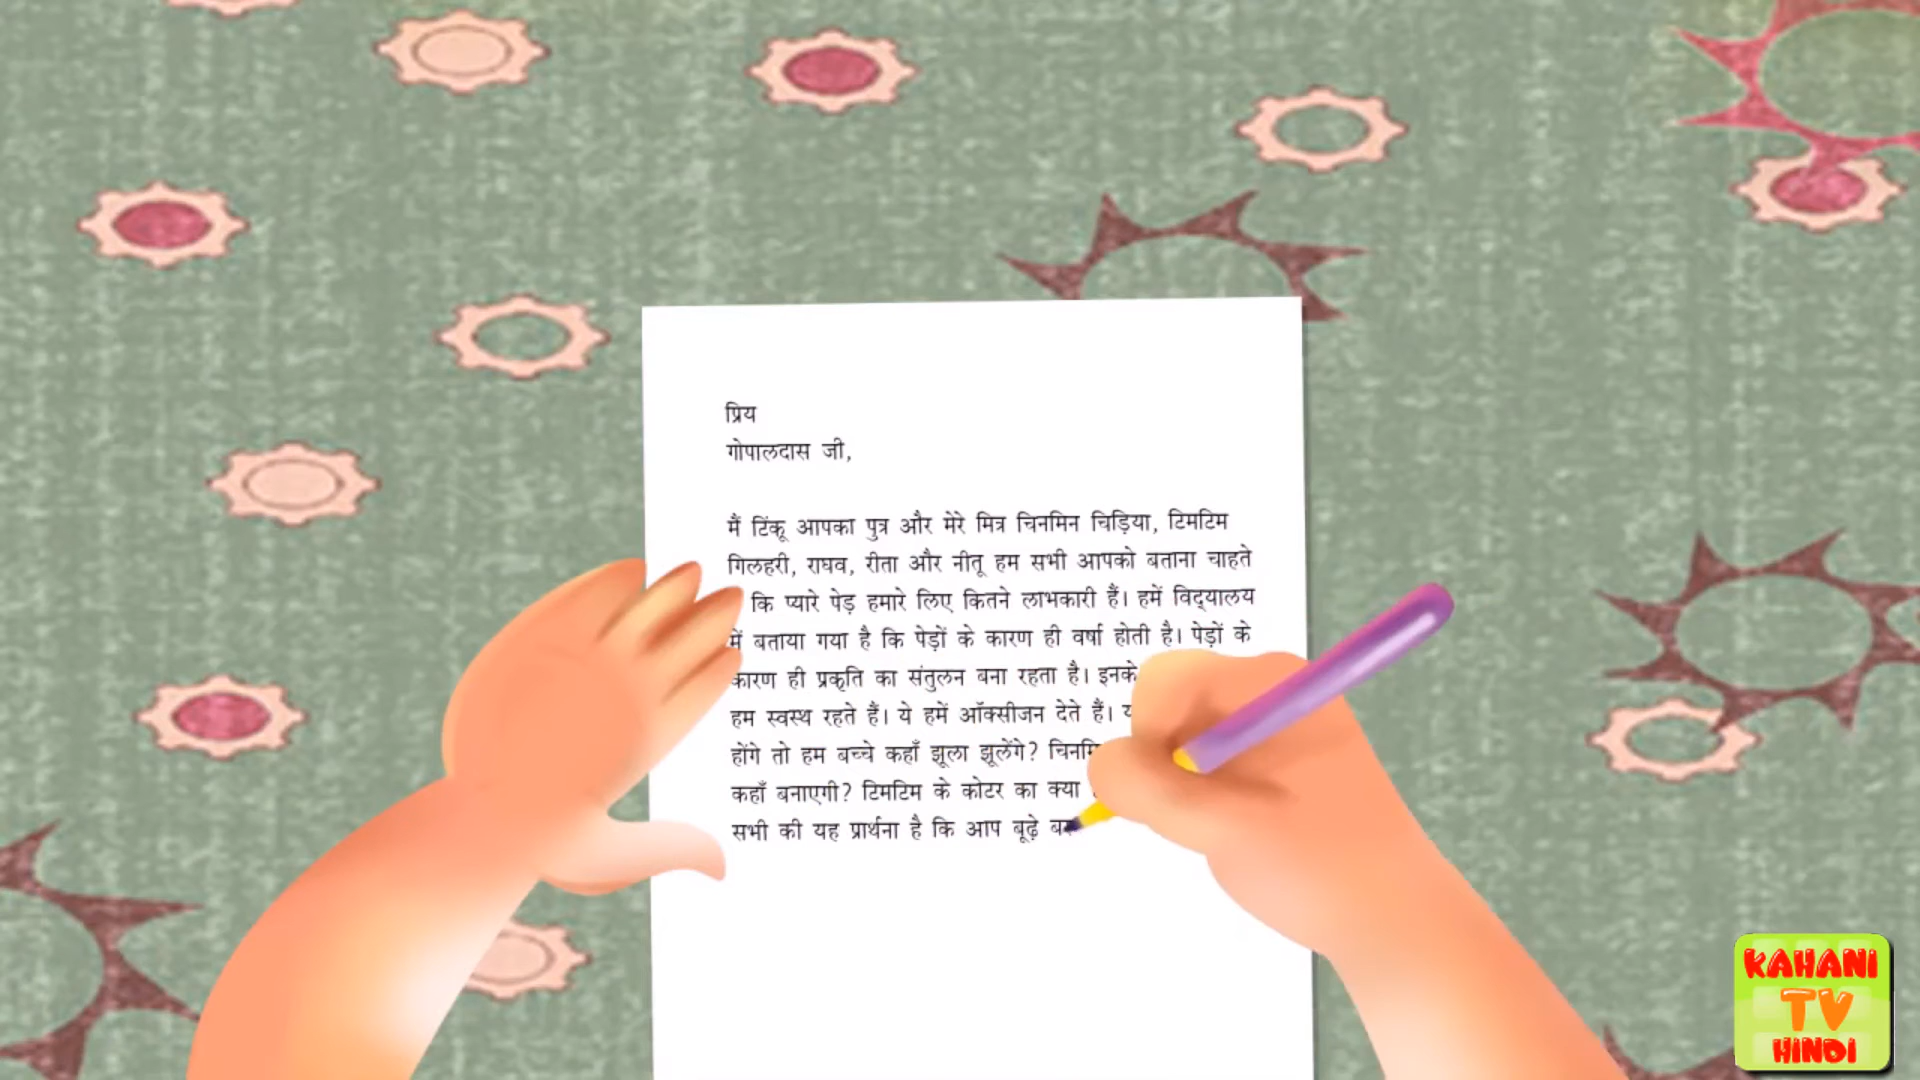 प्रिय
गोपालदास जी,
मैं टिंकू आपका पुत्र और मेरे मित्र चिनमिन चिड़िया, टिमटिम
गिलहरी, राघव, रीता और नीतू हम सभी आपको बताना चाहते
कि प्यारे पेड़ हमारे लिए कितने लाभकारी हैं। हमें विद्यालय
में बताया गया है कि पेड़ों के कारण ही वर्षा होती है। पेड़ों के
कारण ही प्रकृति का संतुलन बना रहता है। इनके
हम स्वस्थ रहते हैं। ये हमें ऑक्सीजन देते हैं।
होंगे तो हम बच्चे कहाँ झूला झूलेंगे?
कहाँ बनाएगी? टिमटिम के कोटर का क्या
सभी की यह प्रार्थना है कि आप बूढ़े
KAHANI
TV
HINDI